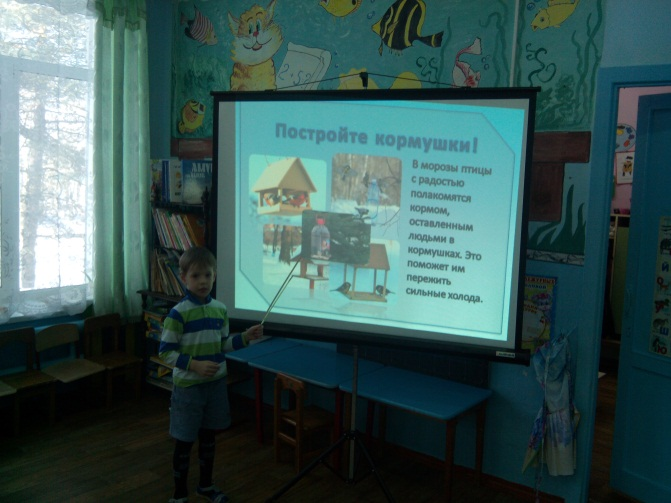 Постройте кормушки!
В морозы птицы
с радостью
полакомятся
кормом,
оставленным
людьми в
кормушках. Это
поможет им
пережить
сильные холода.